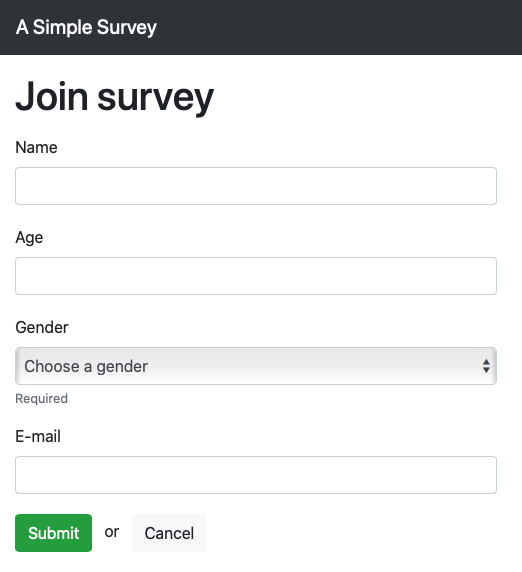 A Simple Survey
Join survey
Name
Age
Gender
Choose a gender
Required
E-mail
Submit or Cancel